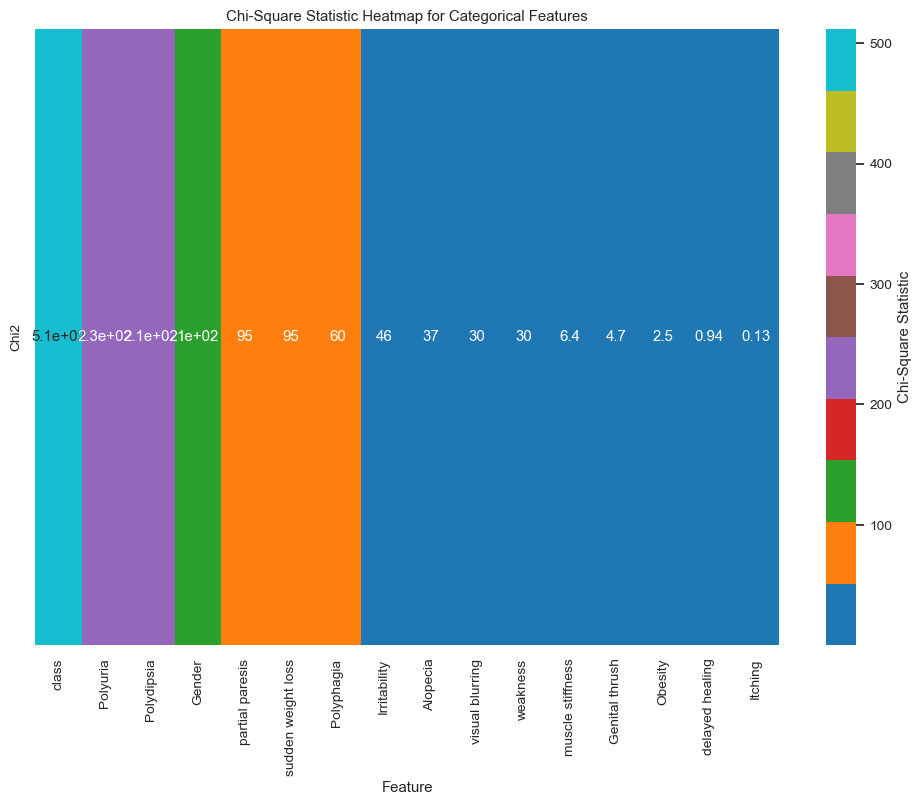 Chi-Square Statistic Heatmap for Categorical Features
500
400
300
200
100
Chi-Square Statistic
Chi2
5.1e+02 2.3e+02 2.1e+02 1e+02 95 95 60 46 37 30 30 6.4 4.7 2.5 0.94 0.13
class
Polyuria
Polydipsia
Gender
partial paresis
sudden weight loss
Polyphagia
Irritability
Alopecia
visual blurring
weakness
muscle stiffness
Genital thrush
Obesity
delayed healing
Itching
Feature